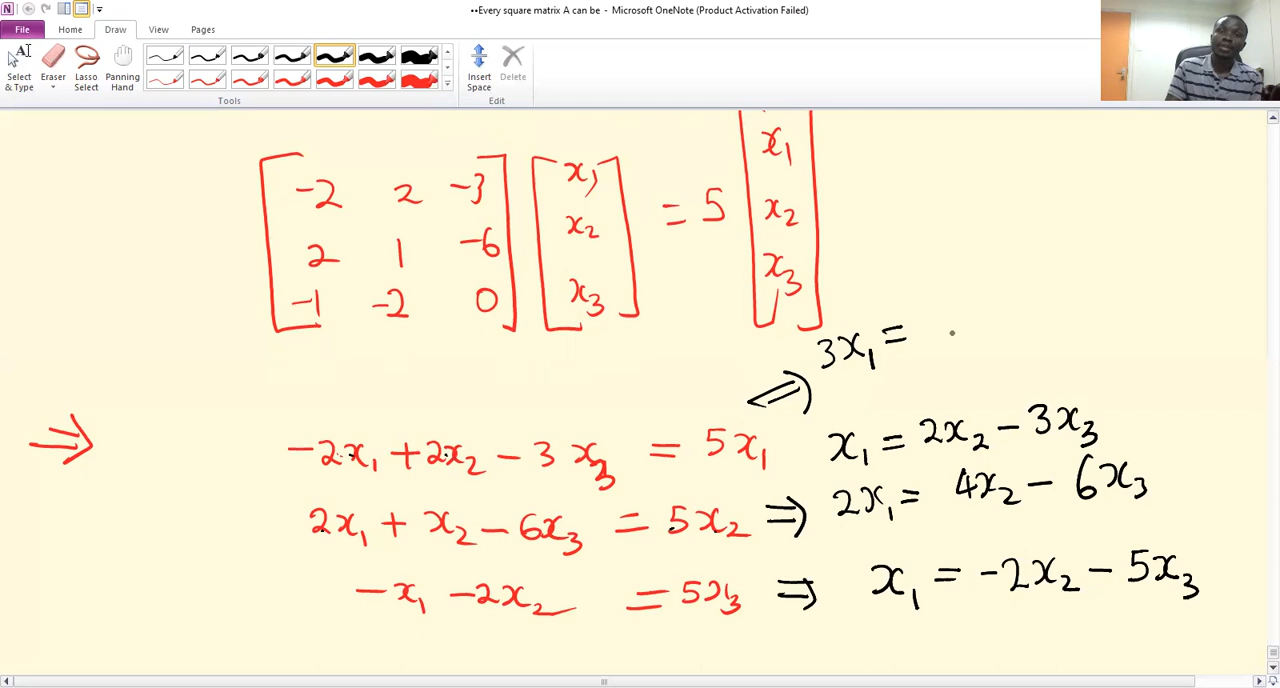 ••Every square matrix A can be - Microsoft OneNote (Product Activation Failed)
File Home Draw View Pages
Select & Type Eraser Lasso Select Panning Hand Insert Space Delete
Tools Edit
[-2 2 -3] [x₁] [x₁]
[2 1 -6] [x₂] = 5 [x₂]
[-1 -2 0] [x₃] [x₃]
⇔ 3x₁ =
⇒ -2x₁ + 2x₂ - 3x₃ = 5x₁ x₁ = 2x₂ - 3x₃
2x₁ + x₂ - 6x₃ = 5x₂ ⇒ 2x₁ = 4x₂ - 6x₃
-x₁ - 2x₂ = 5x₃ ⇒ x₁ = -2x₂ - 5x₃